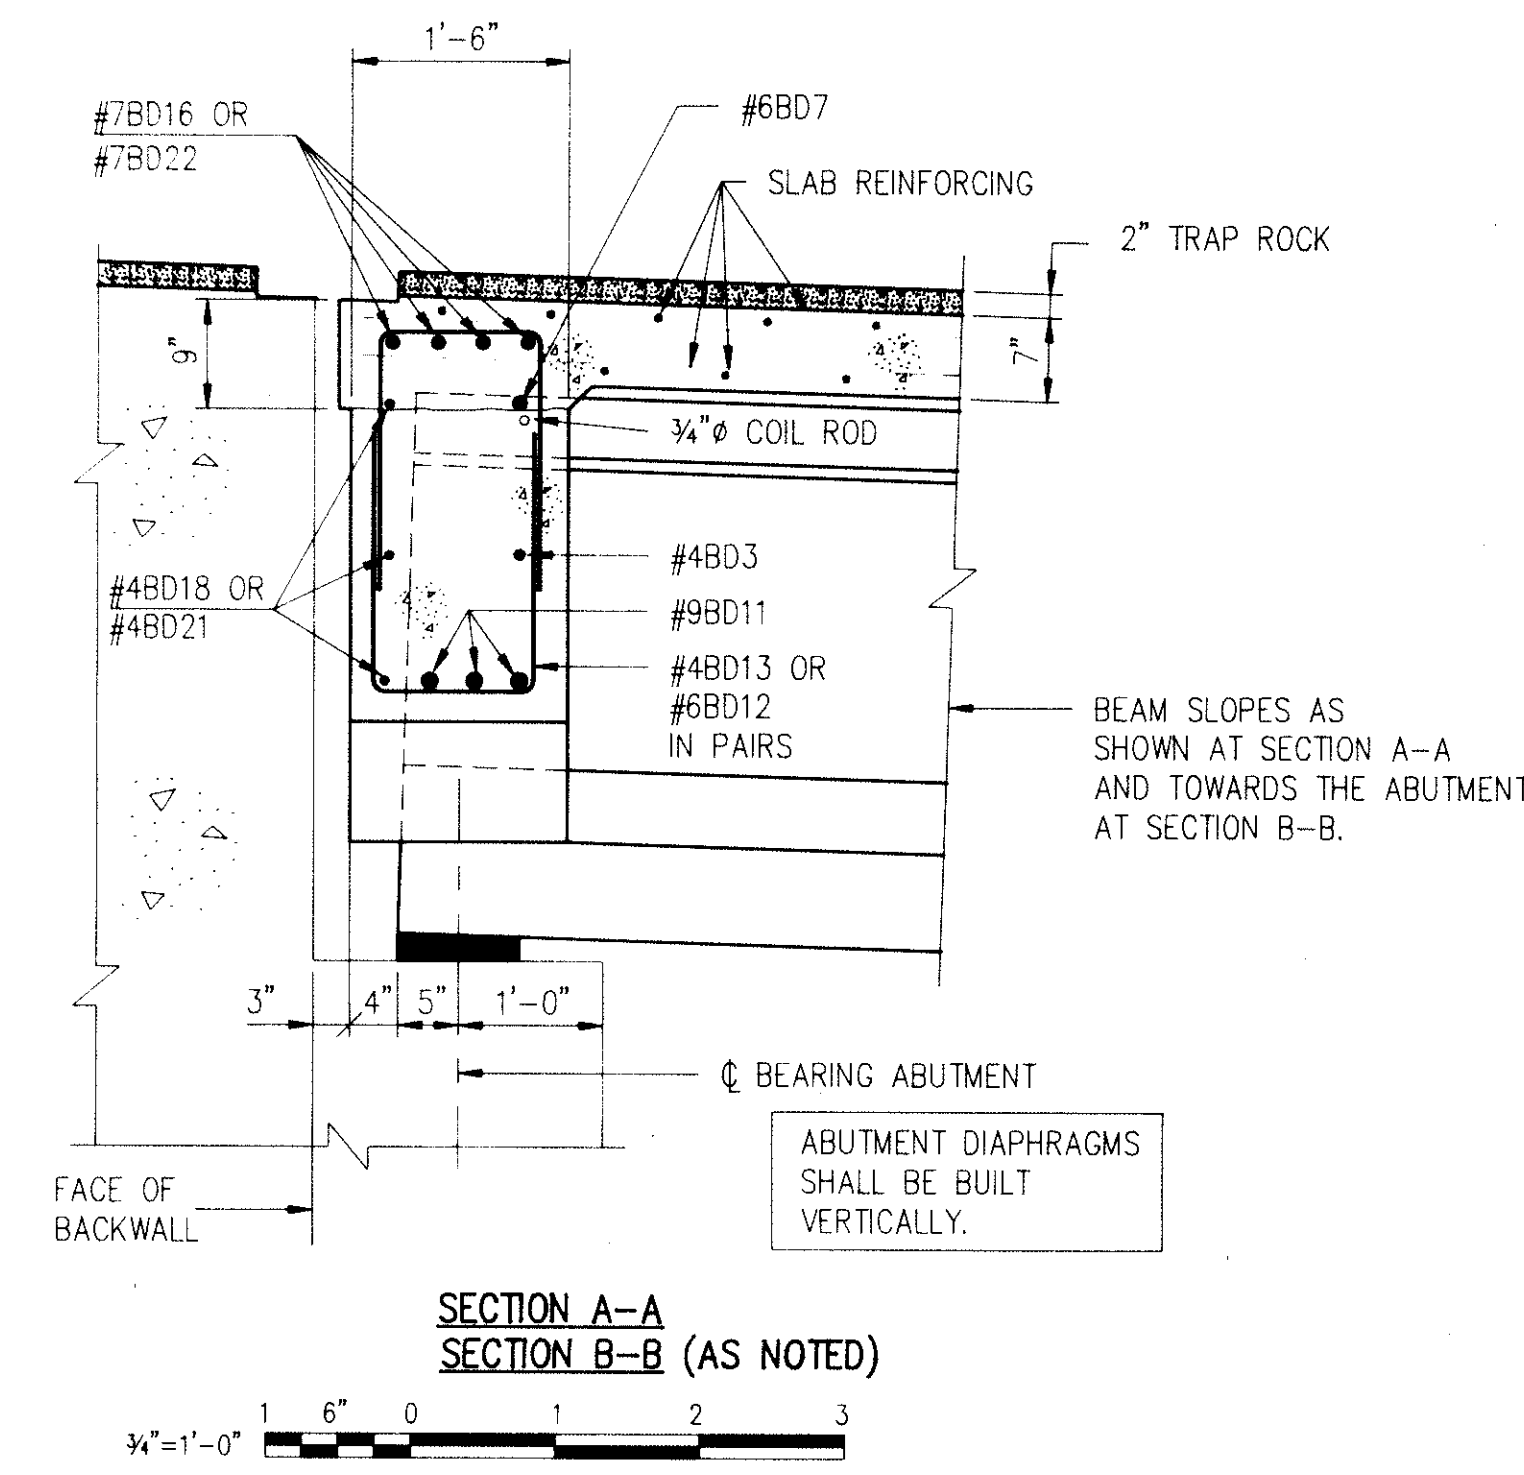 1'-6"
#7BD16 OR
#7BD22
#6BD7
SLAB REINFORCING
2" TRAP ROCK
9"
7"
¾"ø COIL ROD
#4BD18 OR
#4BD21
#4BD3
#9BD11
#4BD13 OR
#6BD12
IN PAIRS
BEAM SLOPES AS
SHOWN AT SECTION A-A
AND TOWARDS THE ABUTMENT
AT SECTION B-B.
3" 4" 5" 1'-0"
℄ BEARING ABUTMENT
ABUTMENT DIAPHRAGMS
SHALL BE BUILT
VERTICALLY.
FACE OF
BACKWALL
SECTION A-A
SECTION B-B (AS NOTED)
1 6" 0 1 2 3
¾"=1'-0"